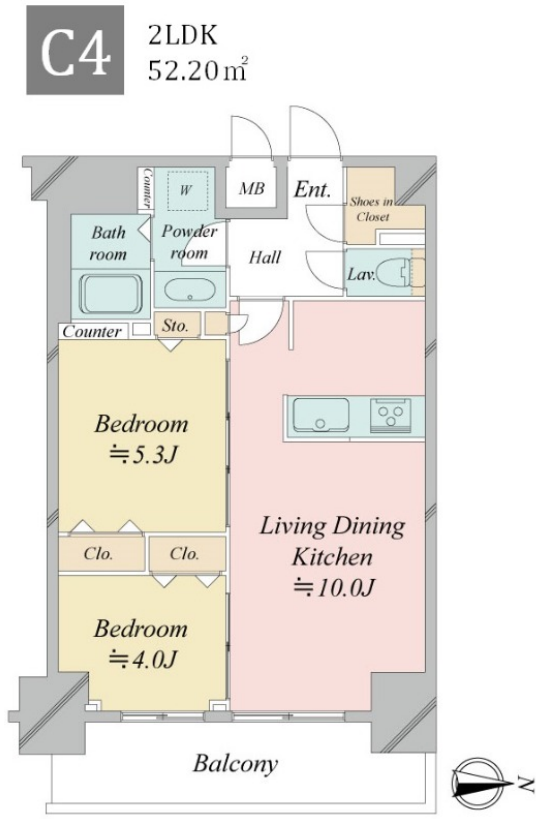 C4
2LDK
52.20㎡
MB
Ent.
Counter
W
Shoes in
Closet
Bath
room
Powder
room
Hall
Lav.
Counter
Sto.
Bedroom
≒5.3J
Living Dining
Kitchen
≒10.0J
Clo.
Clo.
Bedroom
≒4.0J
Balcony
N